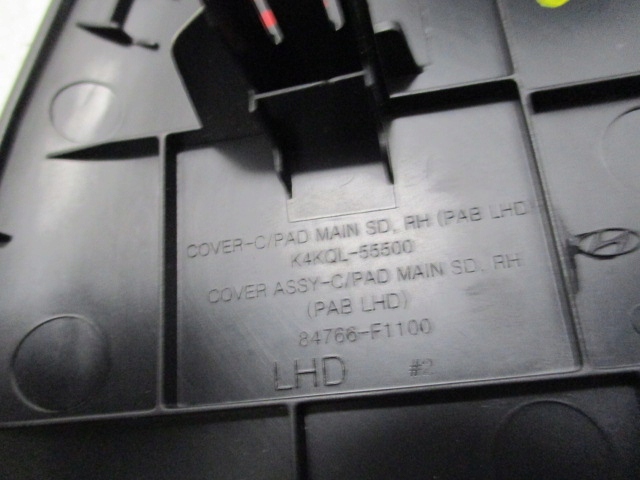 COVER-C/PAD MAIN SD, RH (PAB LHD)
K4KQL-55500
COVER ASSY-C/PAD MAIN SD, RH
(PAB LHD)
84766-F1100
LHD #2